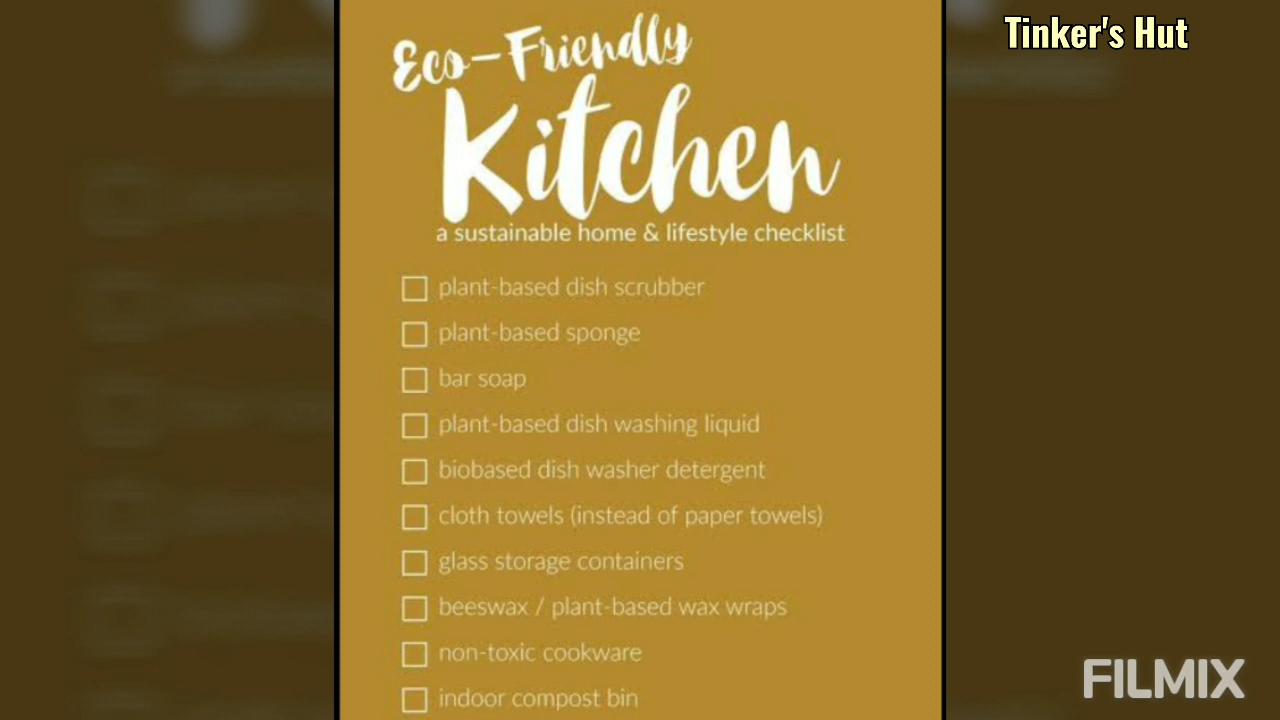 Eco-Friendly
Kitchen
a sustainable home & lifestyle checklist
plant-based dish scrubber
plant-based sponge
bar soap
plant-based dish washing liquid
biobased dish washer detergent
cloth towels (instead of paper towels)
glass storage containers
beeswax / plant-based wax wraps
non-toxic cookware
indoor compost bin
Tinker's Hut
FILMIX